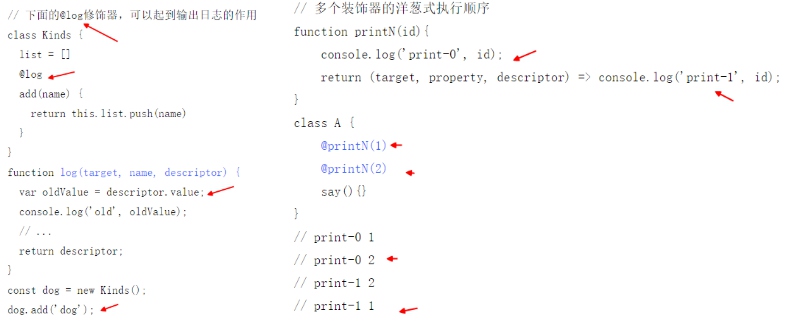 // 下面的@log修饰器，可以起到输出日志的作用
class Kinds {
  list = []
  @log
  add(name) {
    return this.list.push(name)
  }
}
function log(target, name, descriptor) {
  var oldValue = descriptor.value;
  console.log('old', oldValue);
  // ...
  return descriptor;
}
const dog = new Kinds();
dog.add('dog');
// 多个装饰器的洋葱式执行顺序
function printN(id){
    console.log('print-0', id);
    return (target, property, descriptor) => console.log('print-1', id);
}
class A {
    @printN(1)
    @printN(2)
    say(){}
}
// print-0 1
// print-0 2
// print-1 2
// print-1 1